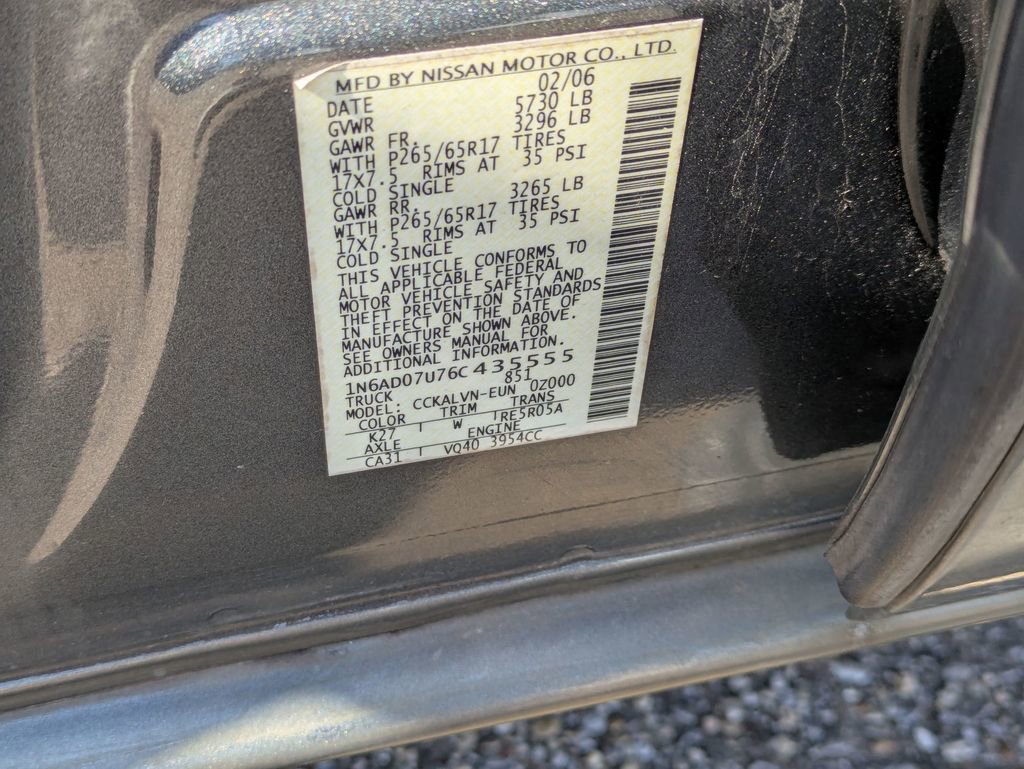 MFD BY NISSAN MOTOR CO., LTD.
DATE 02/06
GVWR 5730 LB
GAWR FR. 3296 LB
WITH P265/65R17 TIRES
17X7.5 RIMS AT 35 PSI
COLD SINGLE
GAWR RR. 3265 LB
WITH P265/65R17 TIRES
17X7.5 RIMS AT 35 PSI
COLD SINGLE
THIS VEHICLE CONFORMS TO
ALL APPLICABLE FEDERAL
MOTOR VEHICLE SAFETY AND
THEFT PREVENTION STANDARDS
IN EFFECT ON THE DATE OF
MANUFACTURE SHOWN ABOVE.
SEE OWNERS MANUAL FOR
ADDITIONAL INFORMATION.
1N6AD07U76C435555
TRUCK 851
MODEL: CCKALVN-EUN 0Z000
COLOR TRIM TRANS
K27 W RE5R05A
AXLE ENGINE
CA31 VQ40 3954CC